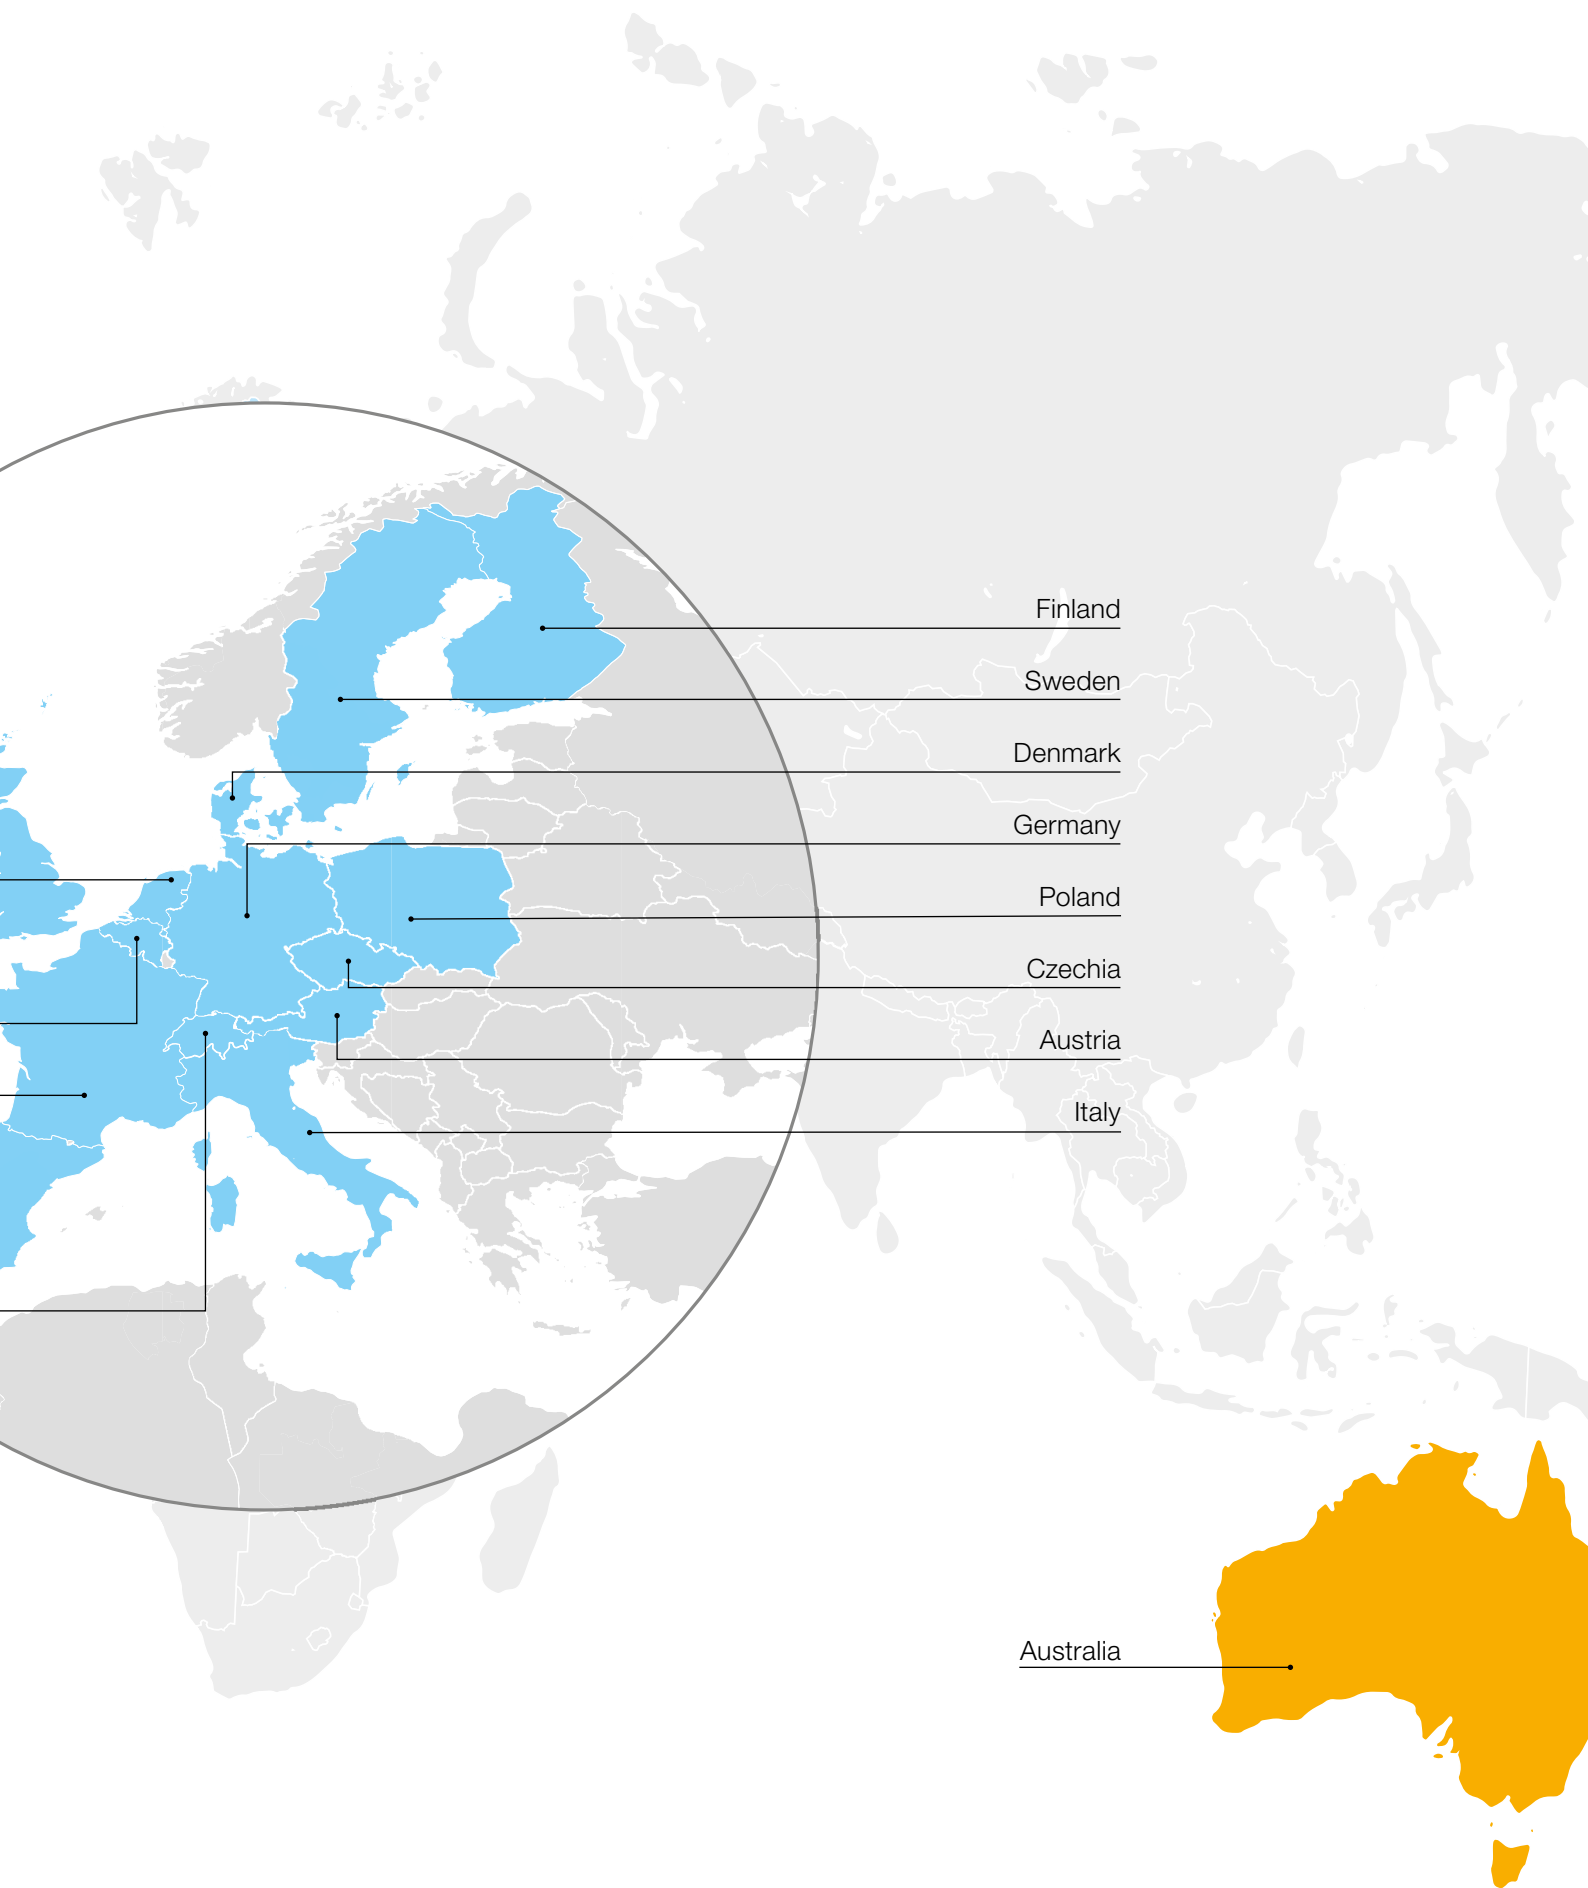 Finland
Sweden
Denmark
Germany
Poland
Czechia
Austria
Italy
Australia